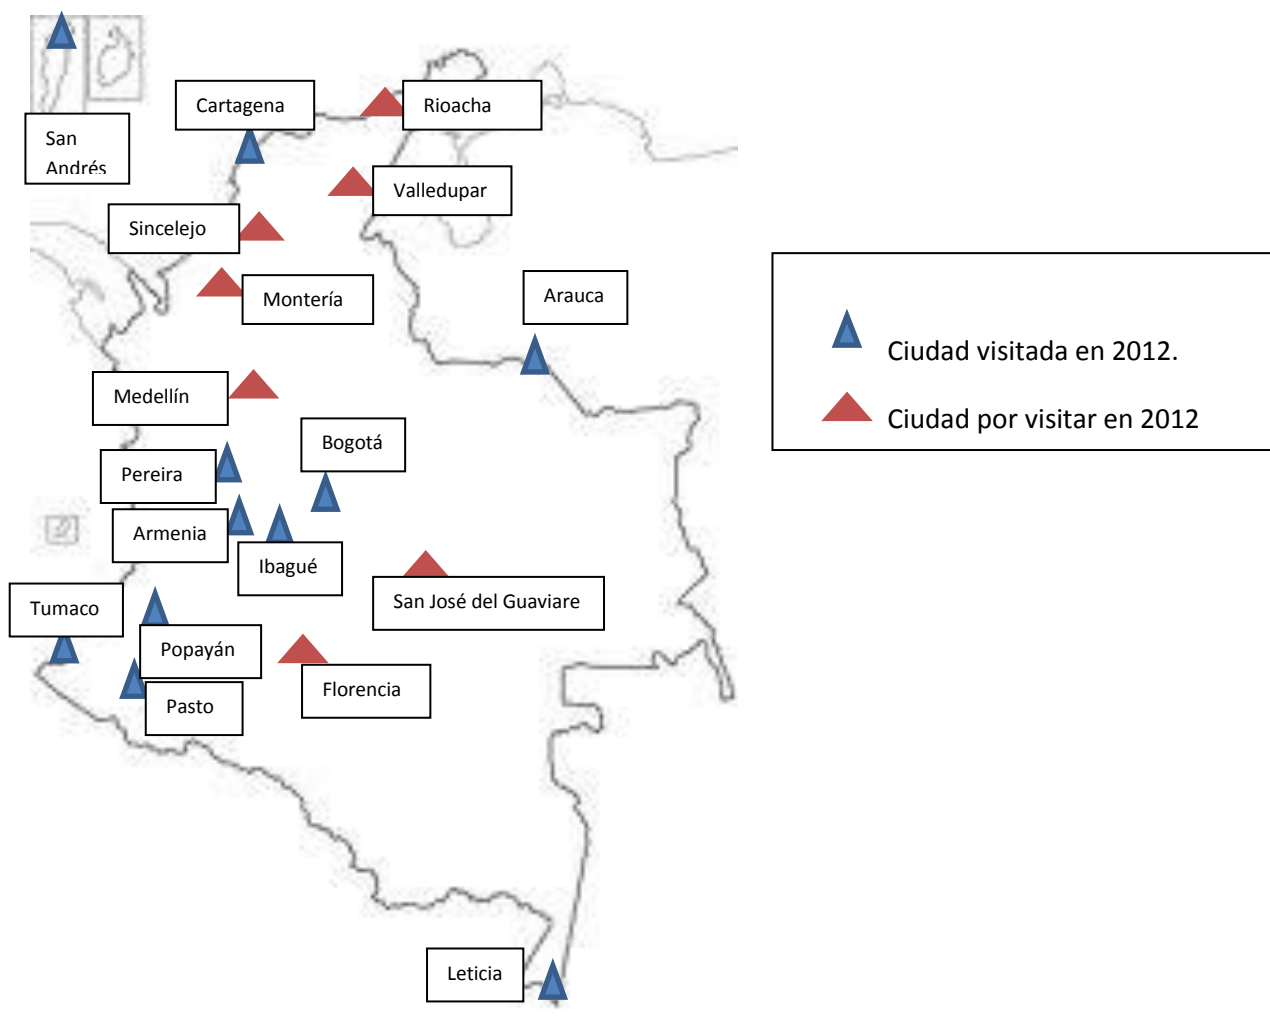 Cartagena
Rioacha
San
Andrés
Valledupar
Sincelejo
Arauca
Montería
Ciudad visitada en 2012.
Medellín
Ciudad por visitar en 2012
Bogotá
Pereira
Armenia
Ibagué
San José del Guaviare
Tumaco
Popayán
Florencia
Pasto
Leticia